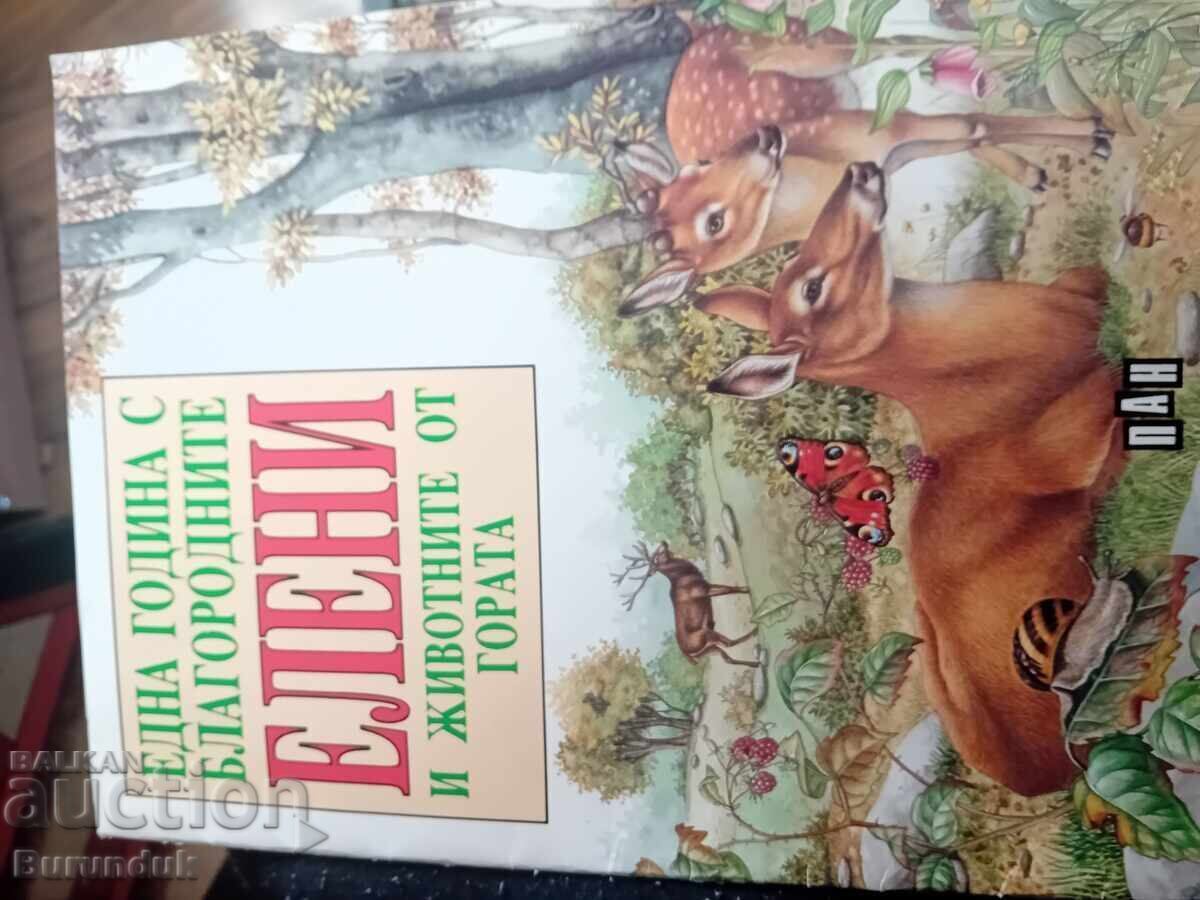 ЕДНА ГОДИНА С
БЛАГОРОДНИТЕ
ЕЛЕНИ
И ЖИВОТНИТЕ ОТ
ГОРАТА
ПАН
BALKAN
auction
Burunduk